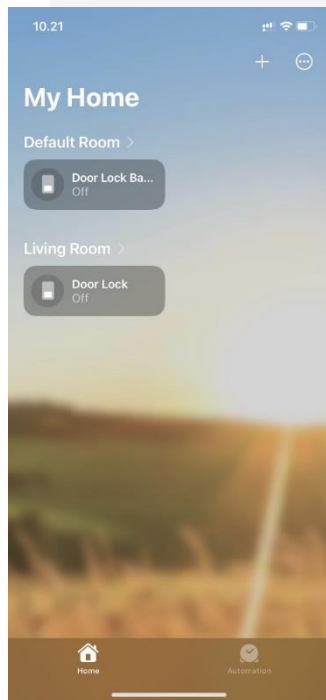 10.21
My Home
Default Room >
Door Lock Ba...
Off
Living Room >
Door Lock
Off
Home
Automation